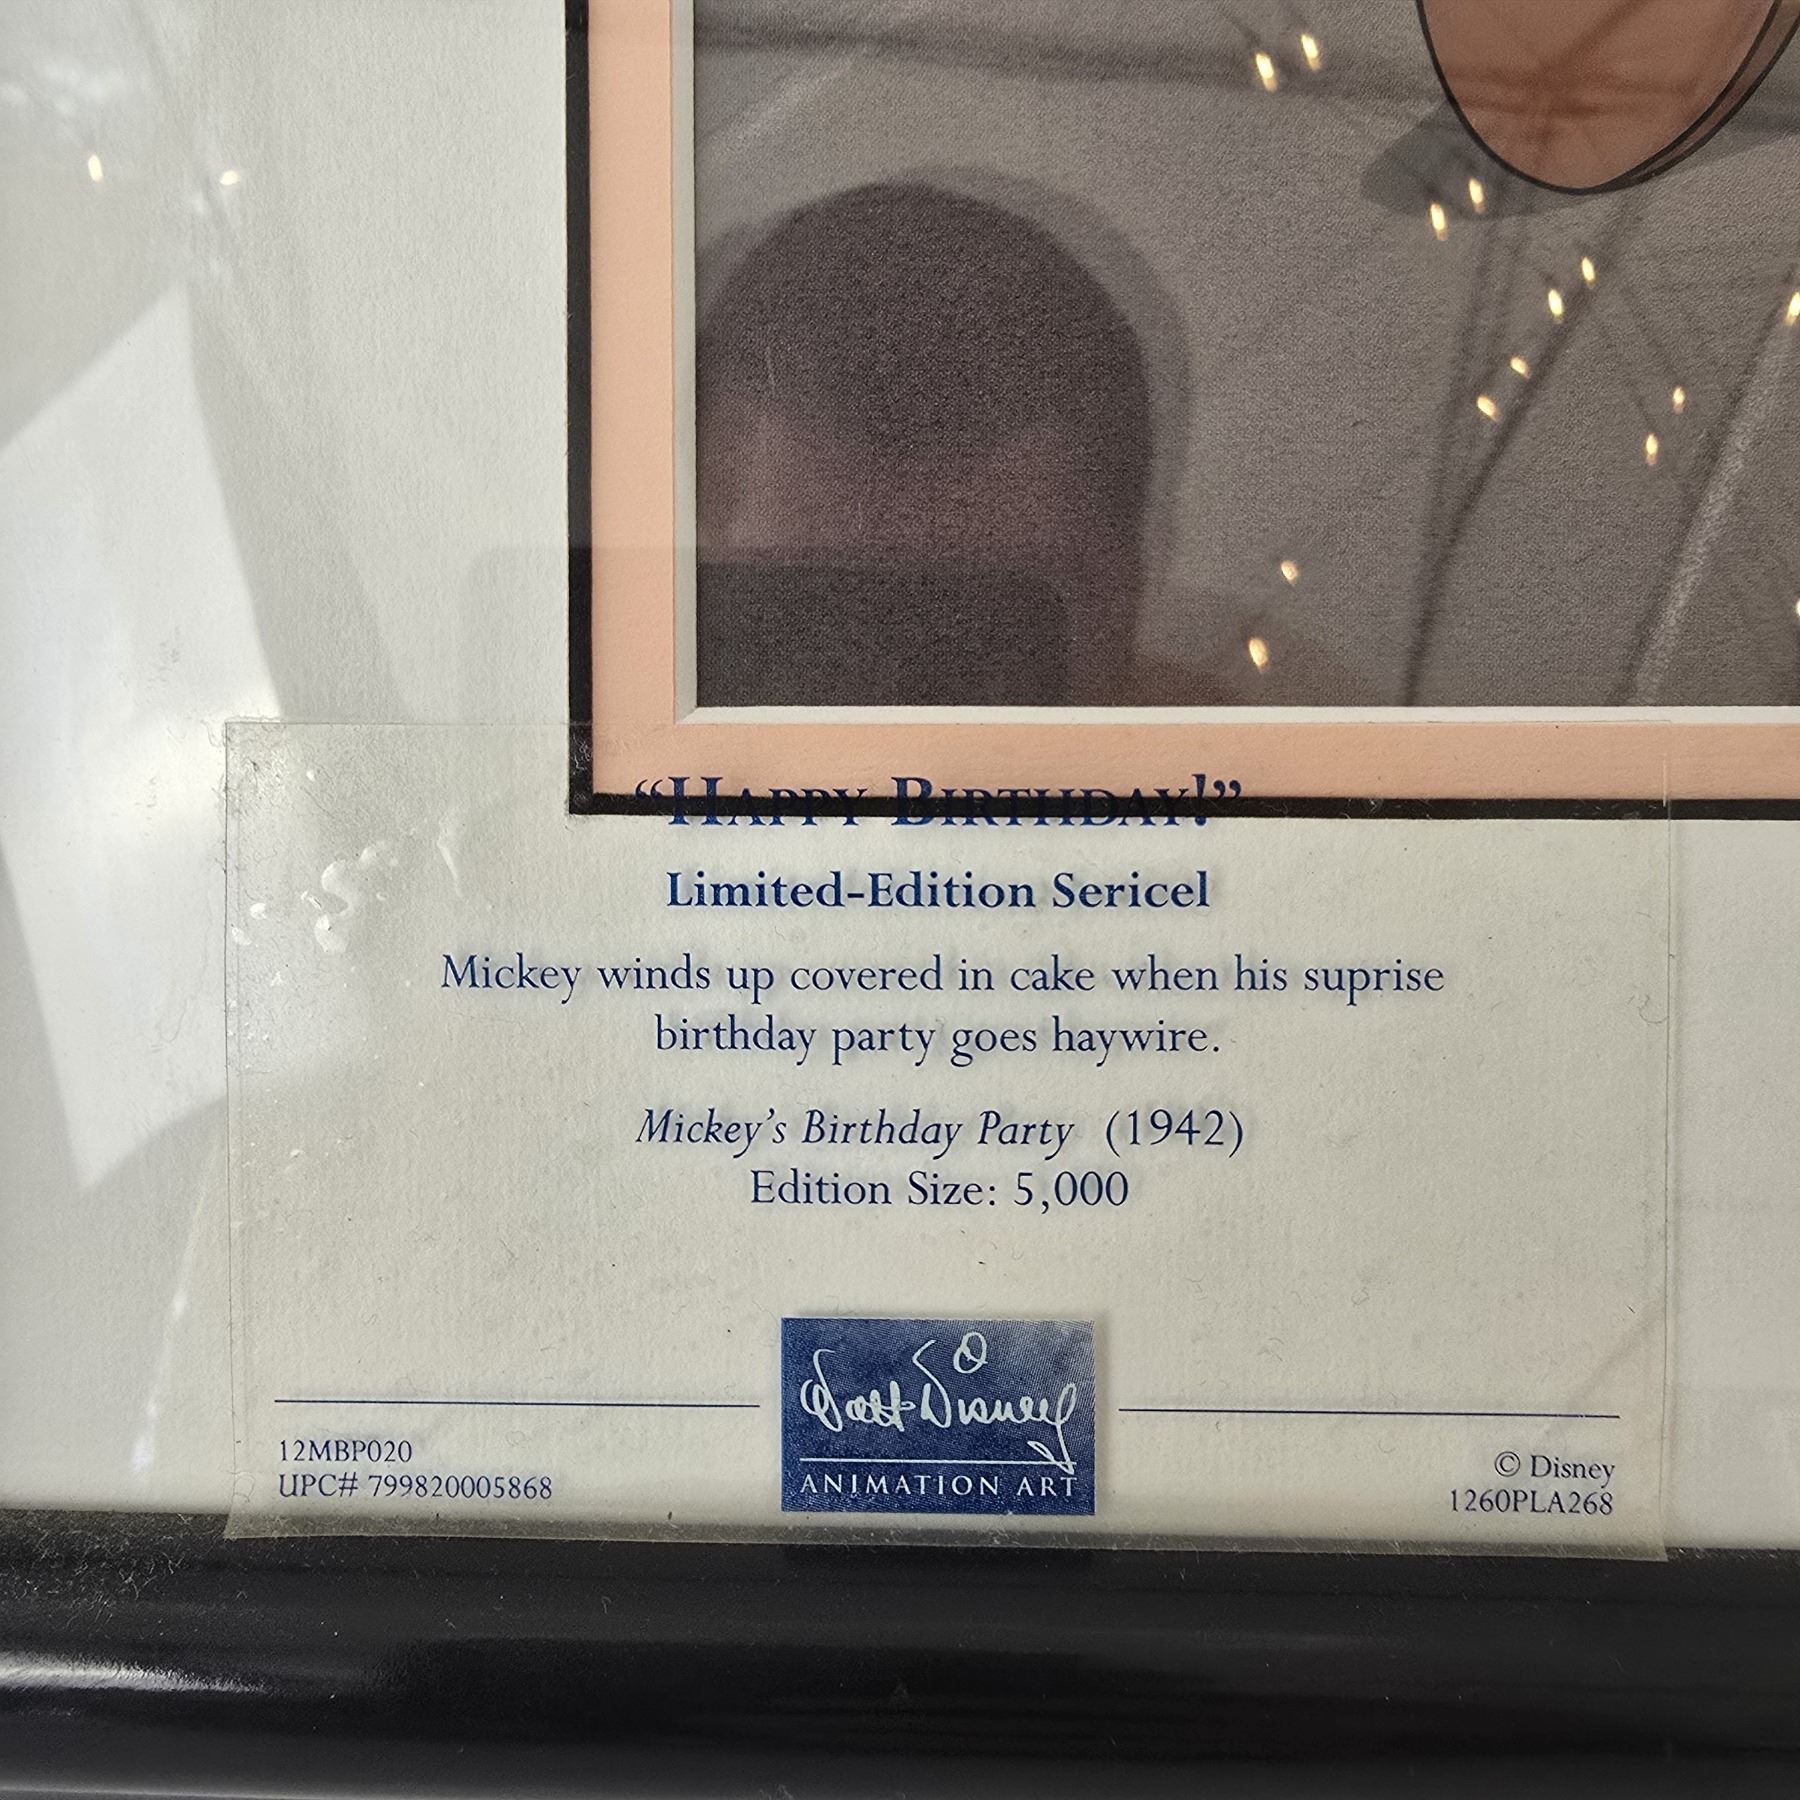 “HAPPY BIRTHDAY!”
Limited-Edition Sericel
Mickey winds up covered in cake when his suprise
birthday party goes haywire.
Mickey’s Birthday Party (1942)
Edition Size: 5,000
Walt Disney
ANIMATION ART
12MBP020
UPC# 799820005868
© Disney
1260PLA268